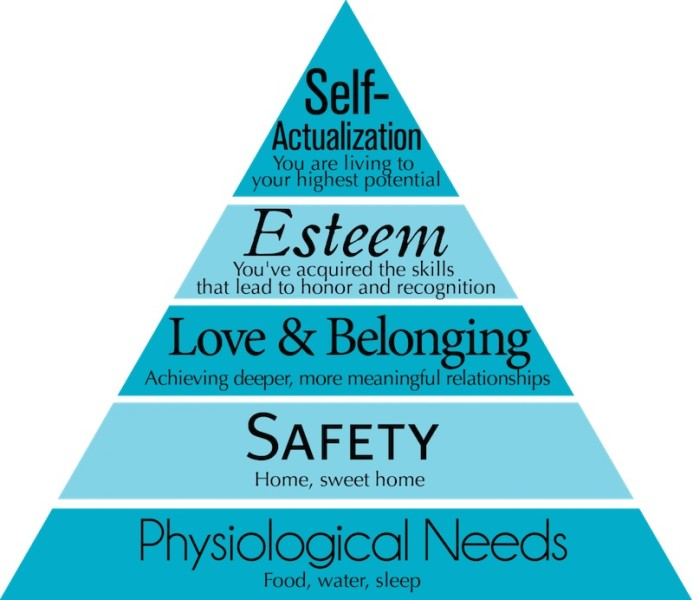 Self-
Actualization
You are living to
your highest potential
Esteem
You've acquired the skills
that lead to honor and recognition
Love & Belonging
Achieving deeper, more meaningful relationships
SAFETY
Home, sweet home
Physiological Needs
Food, water, sleep